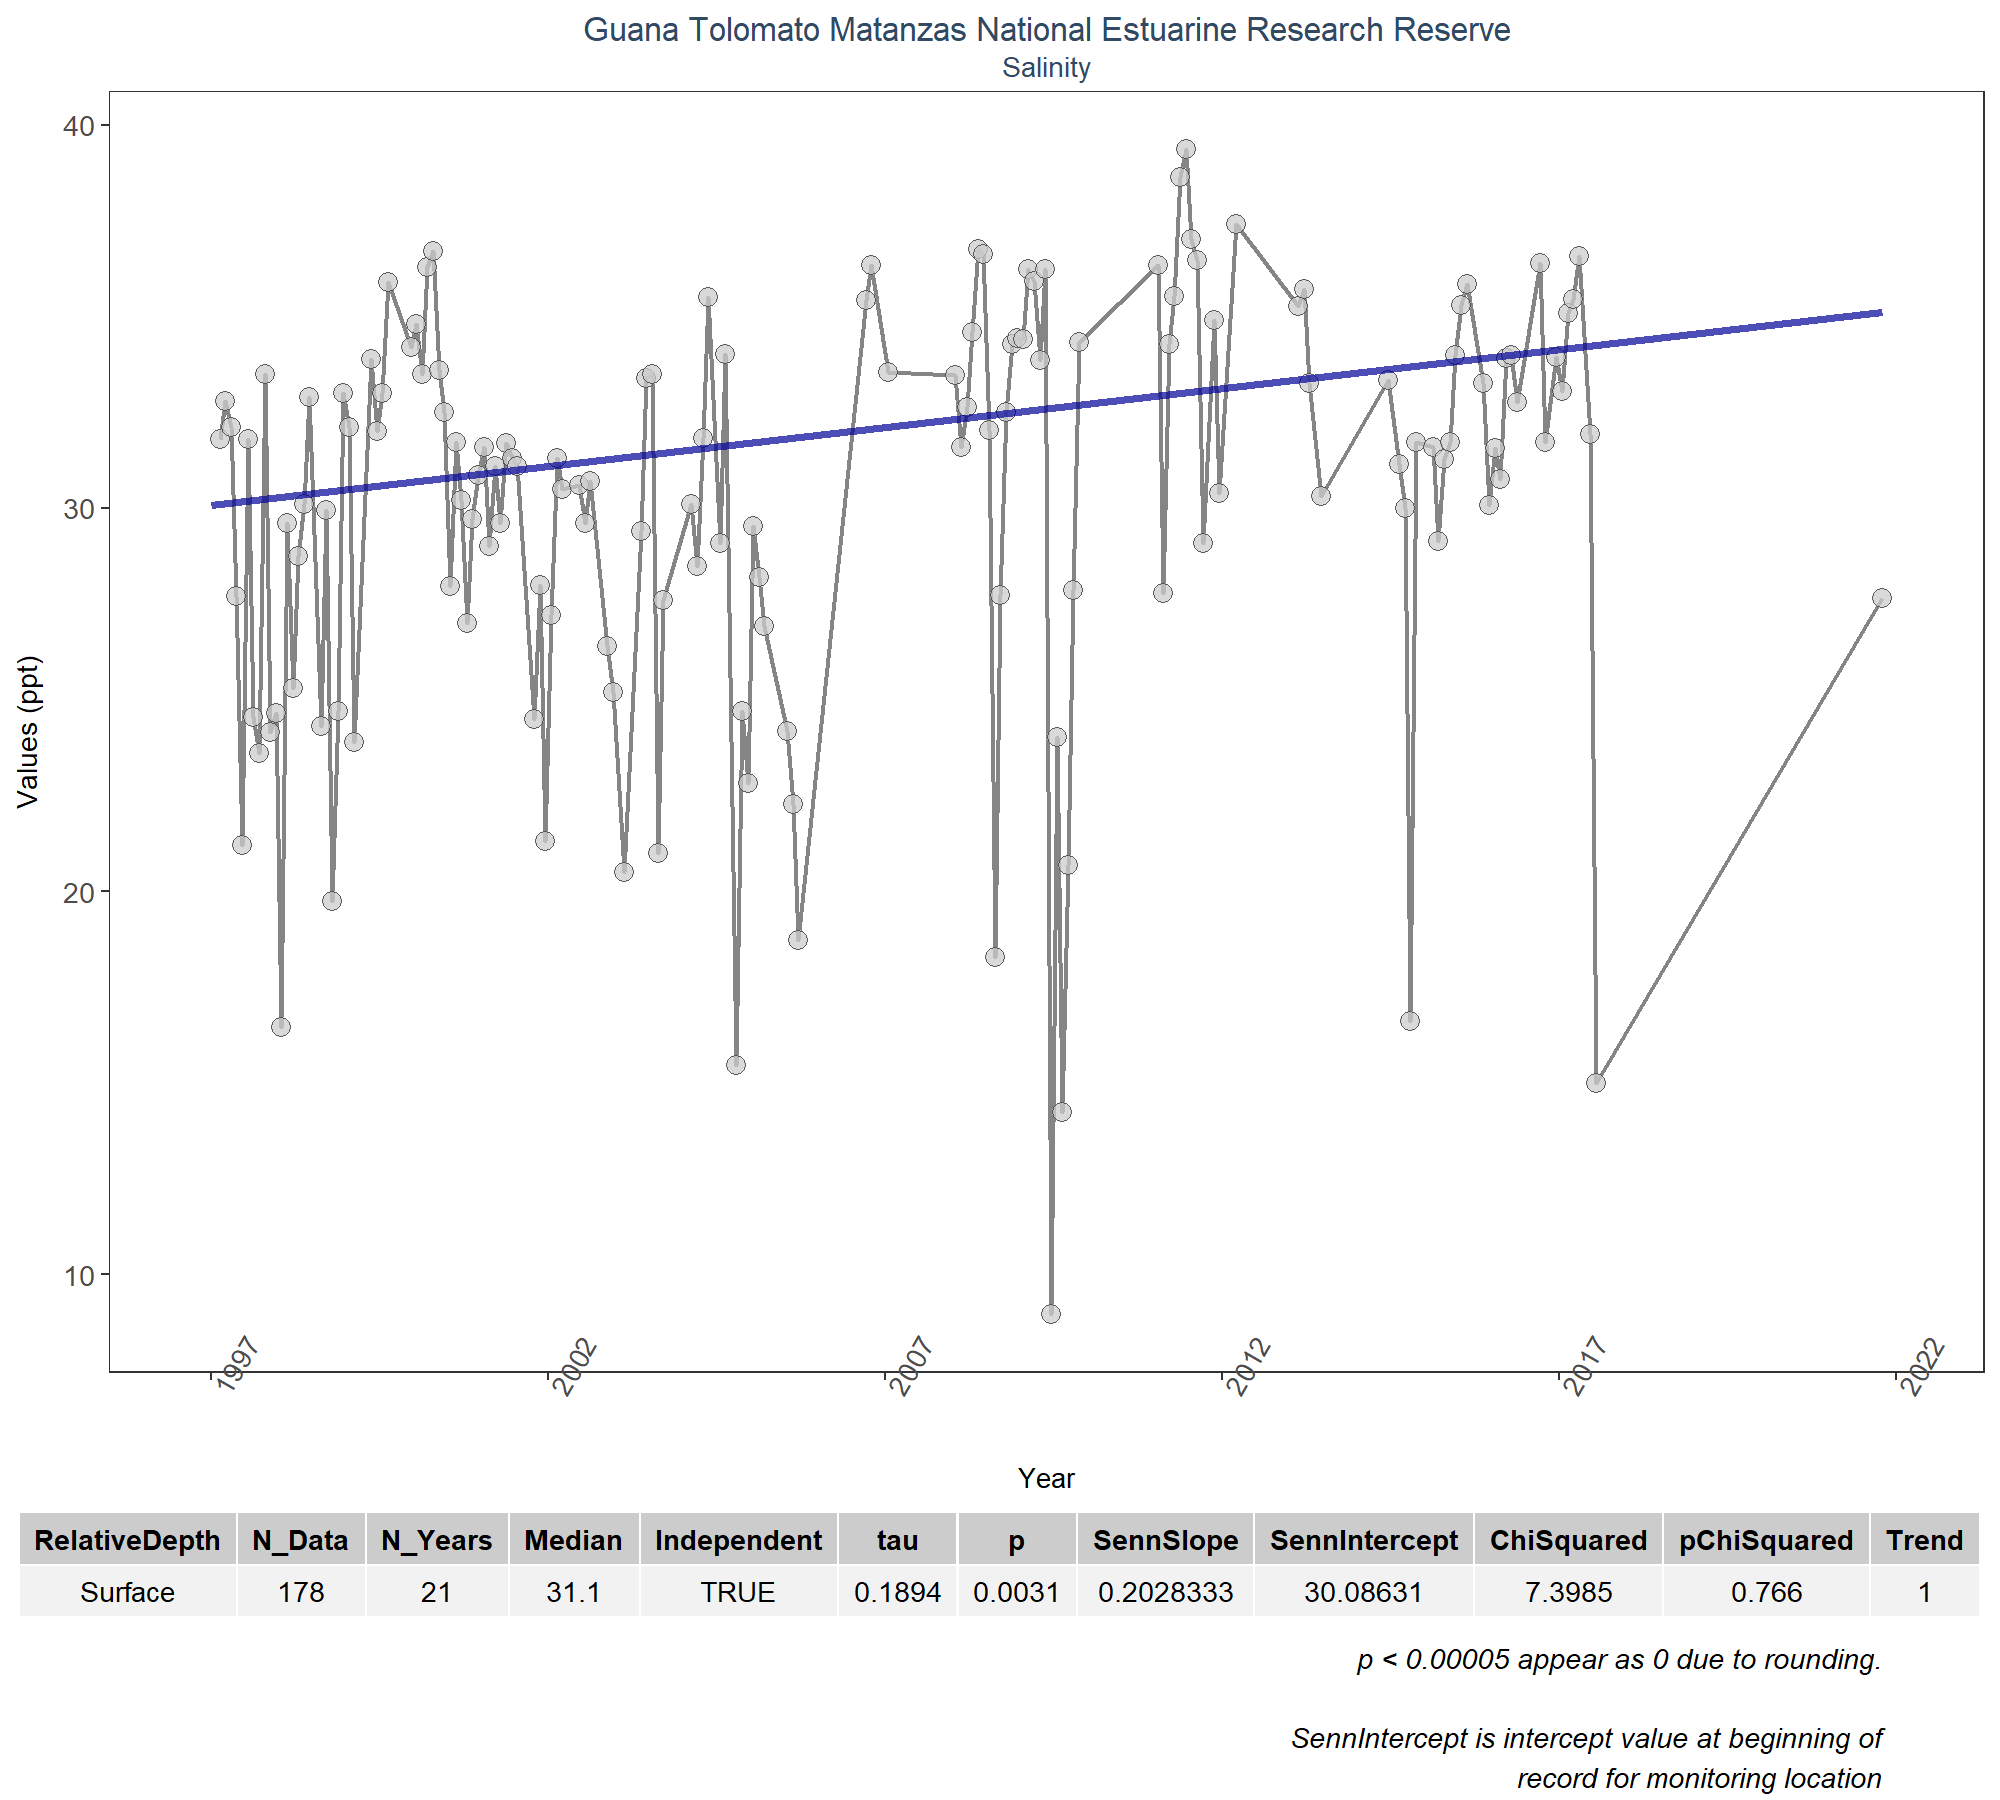 Guana Tolomato Matanzas National Estuarine Research Reserve
Salinity
40
30
20
10
Values (ppt)
1997
2002
2007
2012
2017
2022
Year
RelativeDepth N_Data N_Years Median Independent tau p SennSlope SennIntercept ChiSquared pChiSquared Trend
Surface 178 21 31.1 TRUE 0.1894 0.0031 0.2028333 30.08631 7.3985 0.766 1
p < 0.00005 appear as 0 due to rounding.
SennIntercept is intercept value at beginning of
record for monitoring location